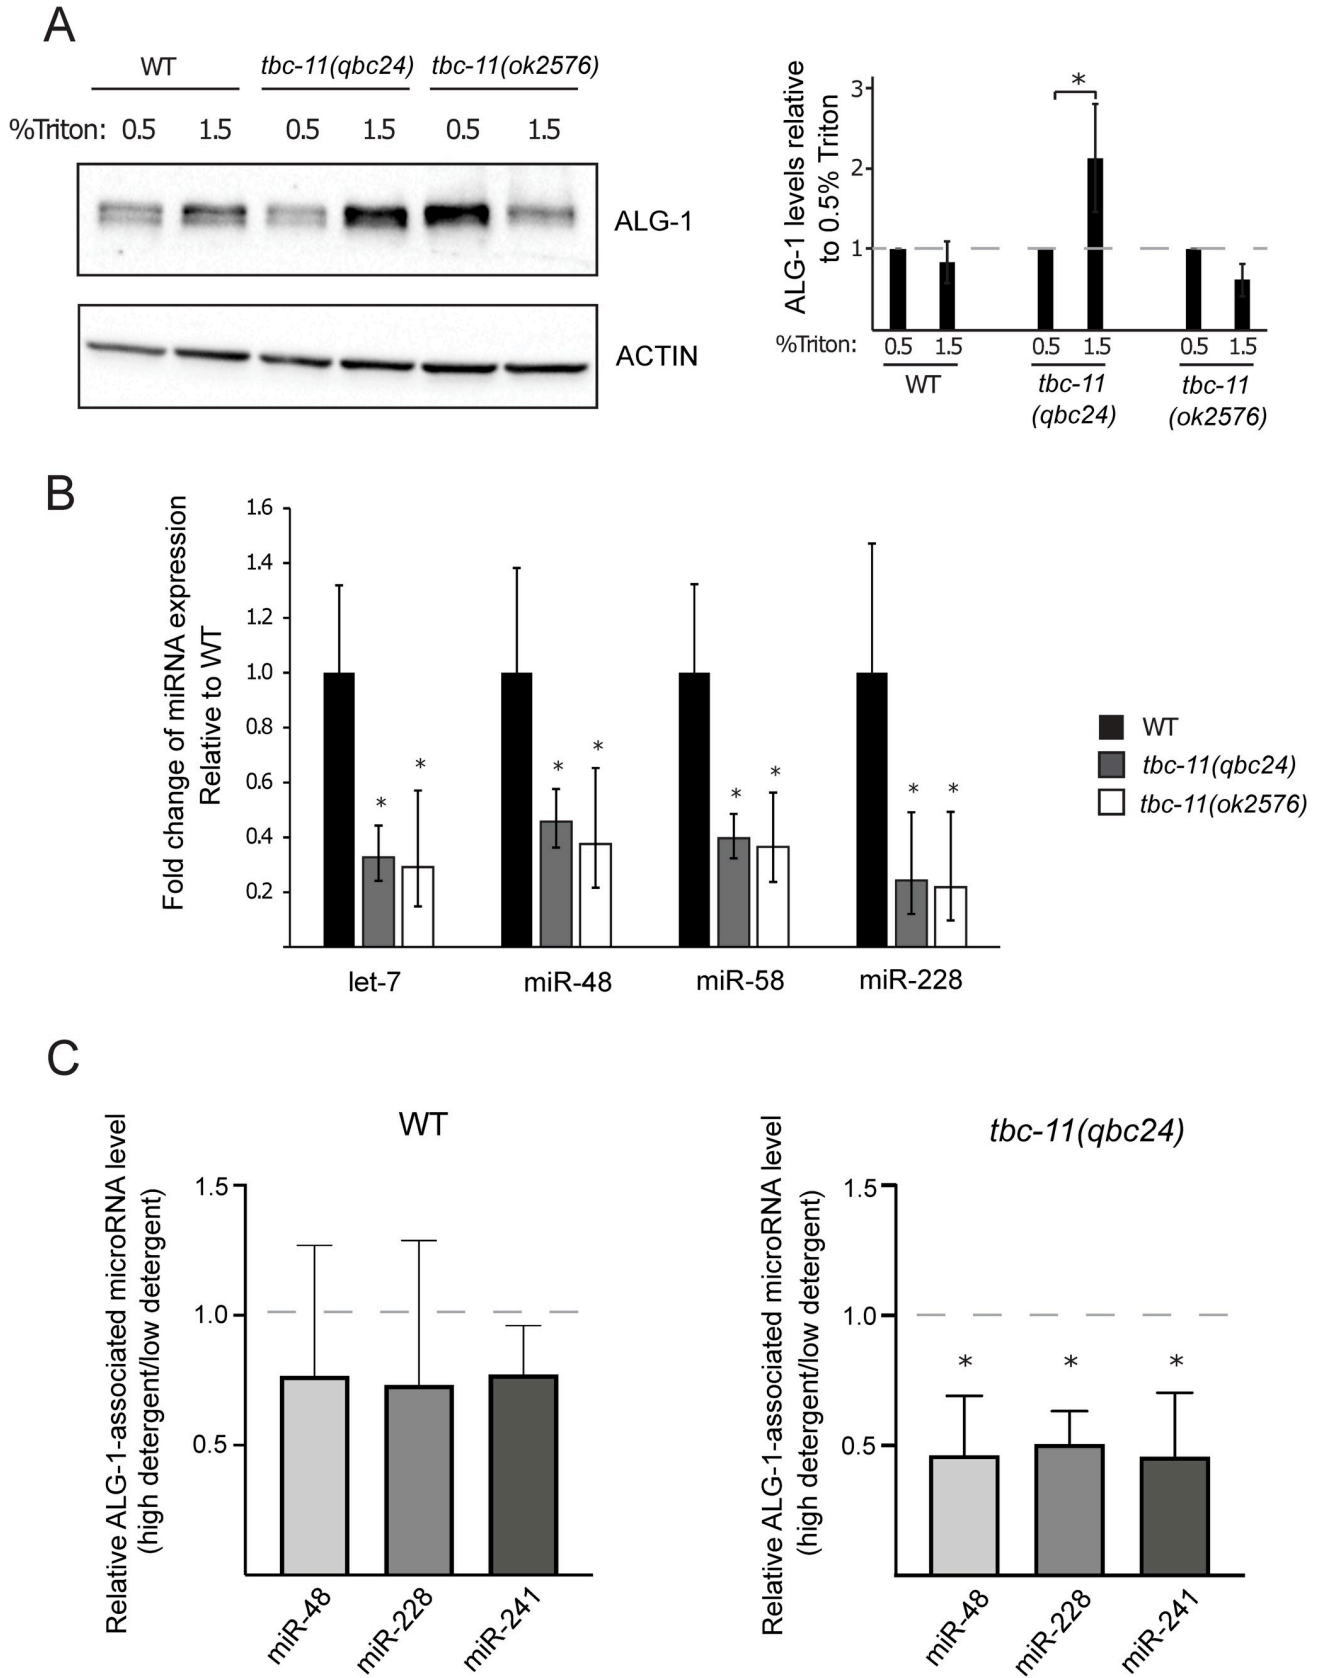 A
WT tbc-11(qbc24) tbc-11(ok2576)
%Triton: 0.5 1.5 0.5 1.5 0.5 1.5
ALG-1
ACTIN
ALG-1 levels relative
to 0.5% Triton
3
2
1
*
%Triton: 0.5 1.5 0.5 1.5 0.5 1.5
WT tbc-11 tbc-11
(qbc24) (ok2576)
B
Fold change of miRNA expression
Relative to WT
1.6
1.4
1.2
1.0
0.8
0.6
0.4
0.2
* * * * * * * *
let-7 miR-48 miR-58 miR-228
WT
tbc-11(qbc24)
tbc-11(ok2576)
C
WT
Relative ALG-1-associated microRNA level
(high detergent/low detergent)
1.5
1.0
0.5
miR-48 miR-228 miR-241
tbc-11(qbc24)
Relative ALG-1-associated microRNA level
(high detergent/low detergent)
1.5
1.0
0.5
* * *
miR-48 miR-228 miR-241